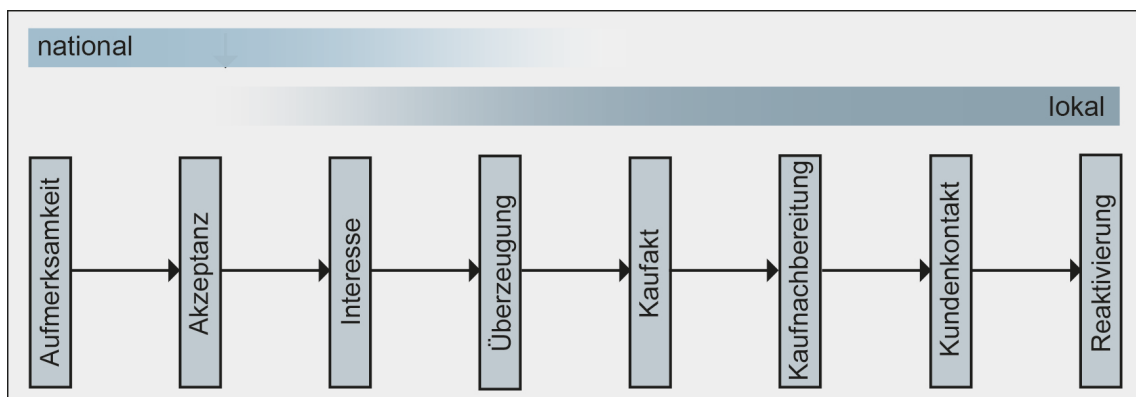 national
lokal
Aufmerksamkeit
Akzeptanz
Interesse
Überzeugung
Kaufakt
Kaufnachbereitung
Kundenkontakt
Reaktivierung